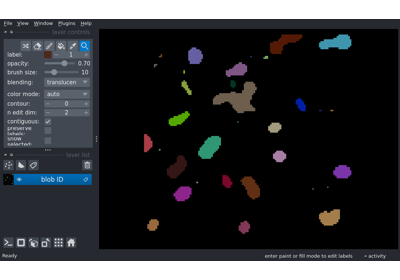 File View Window Plugins Help
layer controls
label: 1
opacity: 0.70
brush size: 10
blending: translucen
color mode: auto
contour: 0
n edit dim: 2
contiguous:
preserve labels:
show selected:
layer list
blob ID
Ready
enter paint or fill mode to edit labels
activity